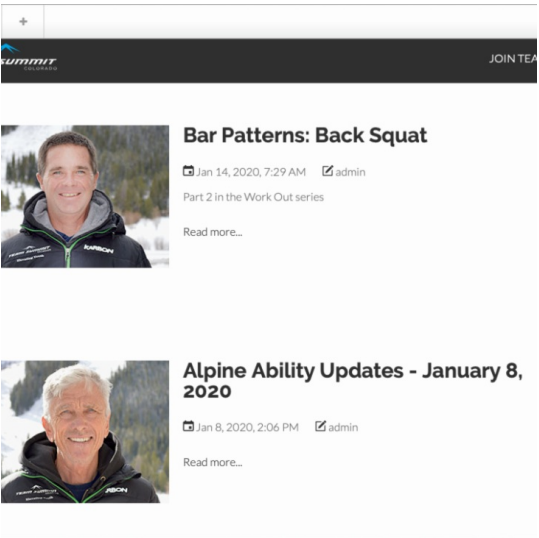 +
SUMMIT
COLORADO
JOIN TEA
Bar Patterns: Back Squat
Jan 14, 2020, 7:29 AM admin
Part 2 in the Work Out series
Read more...
KARBON
Alpine Ability Updates - January 8,
2020
Jan 8, 2020, 2:06 PM admin
Read more...